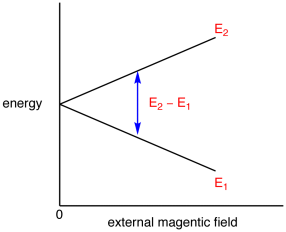 E2
energy
E2 – E1
E1
0
external magentic field